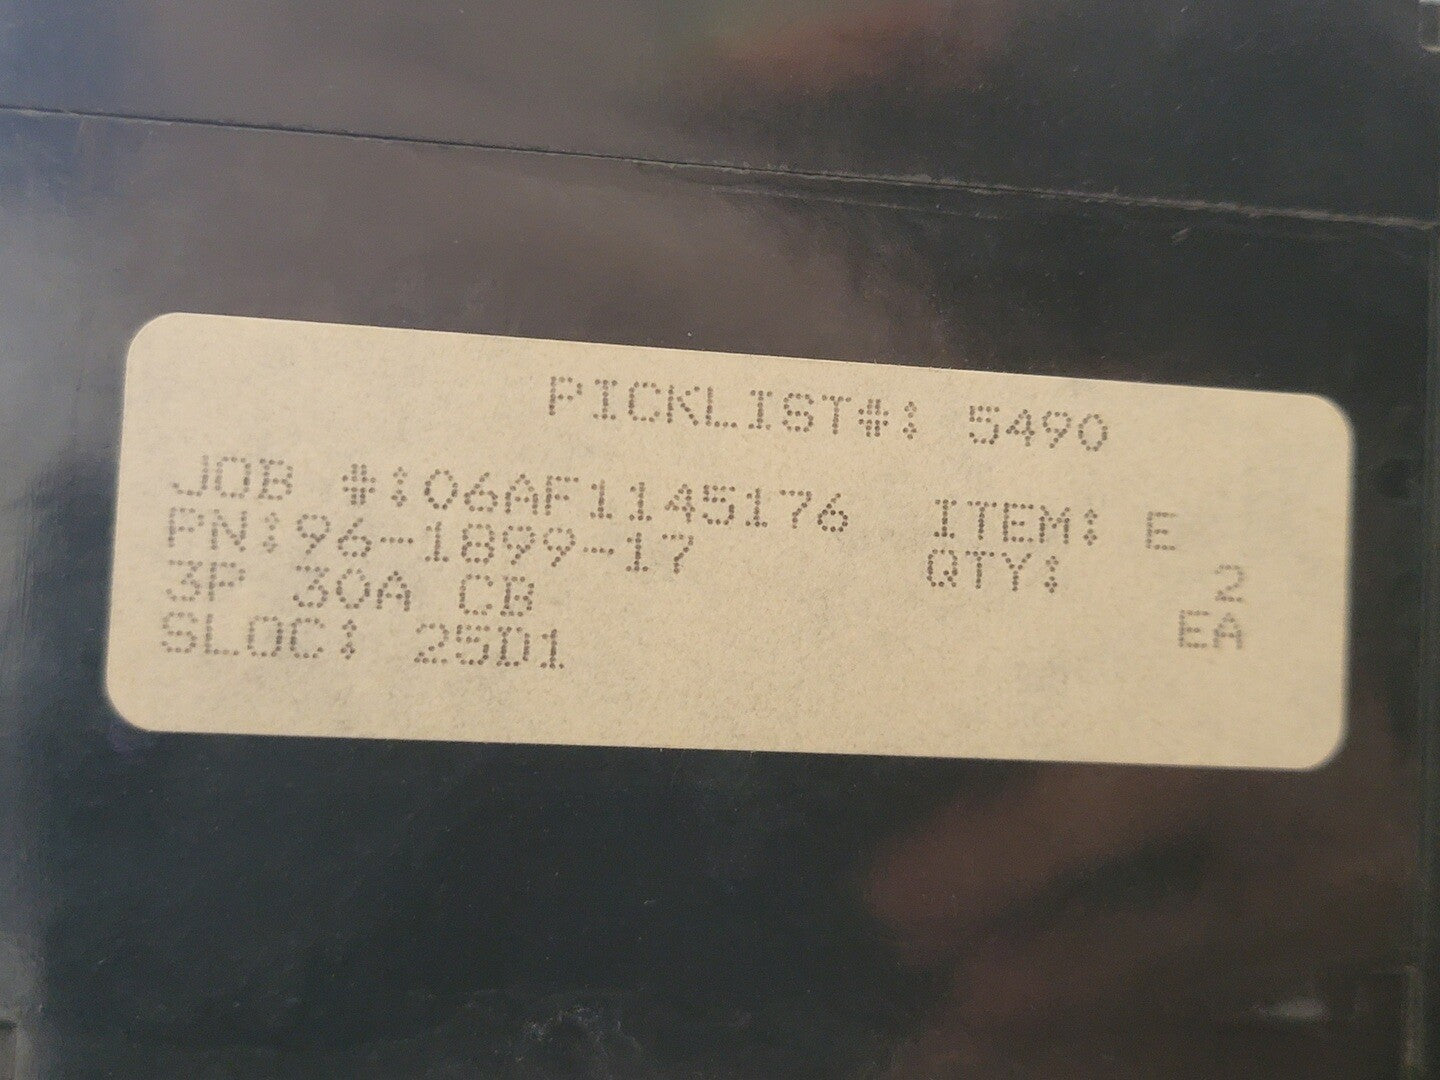 PICKLIST#: 5490
JOB #:06AF1145176 ITEM: E
PN:96-1899-17 QTY: 2
3P 30A CB EA
SLOC: 25D1